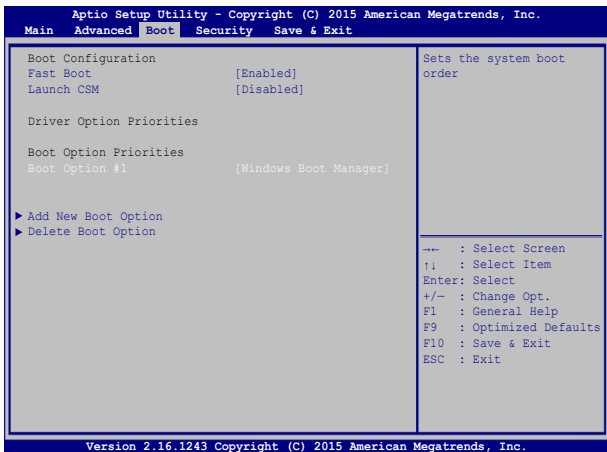 Aptio Setup Utility - Copyright (C) 2015 American Megatrends, Inc.
Main Advanced Boot Security Save & Exit
Boot Configuration
Fast Boot [Enabled]
Launch CSM [Disabled]
Driver Option Priorities
Boot Option Priorities
Boot Option #1 [Windows Boot Manager]
Add New Boot Option
Delete Boot Option
Sets the system boot
order
→← : Select Screen
↑↓ : Select Item
Enter: Select
+/— : Change Opt.
F1 : General Help
F9 : Optimized Defaults
F10 : Save & Exit
ESC : Exit
Version 2.16.1243 Copyright (C) 2015 American Megatrends, Inc.